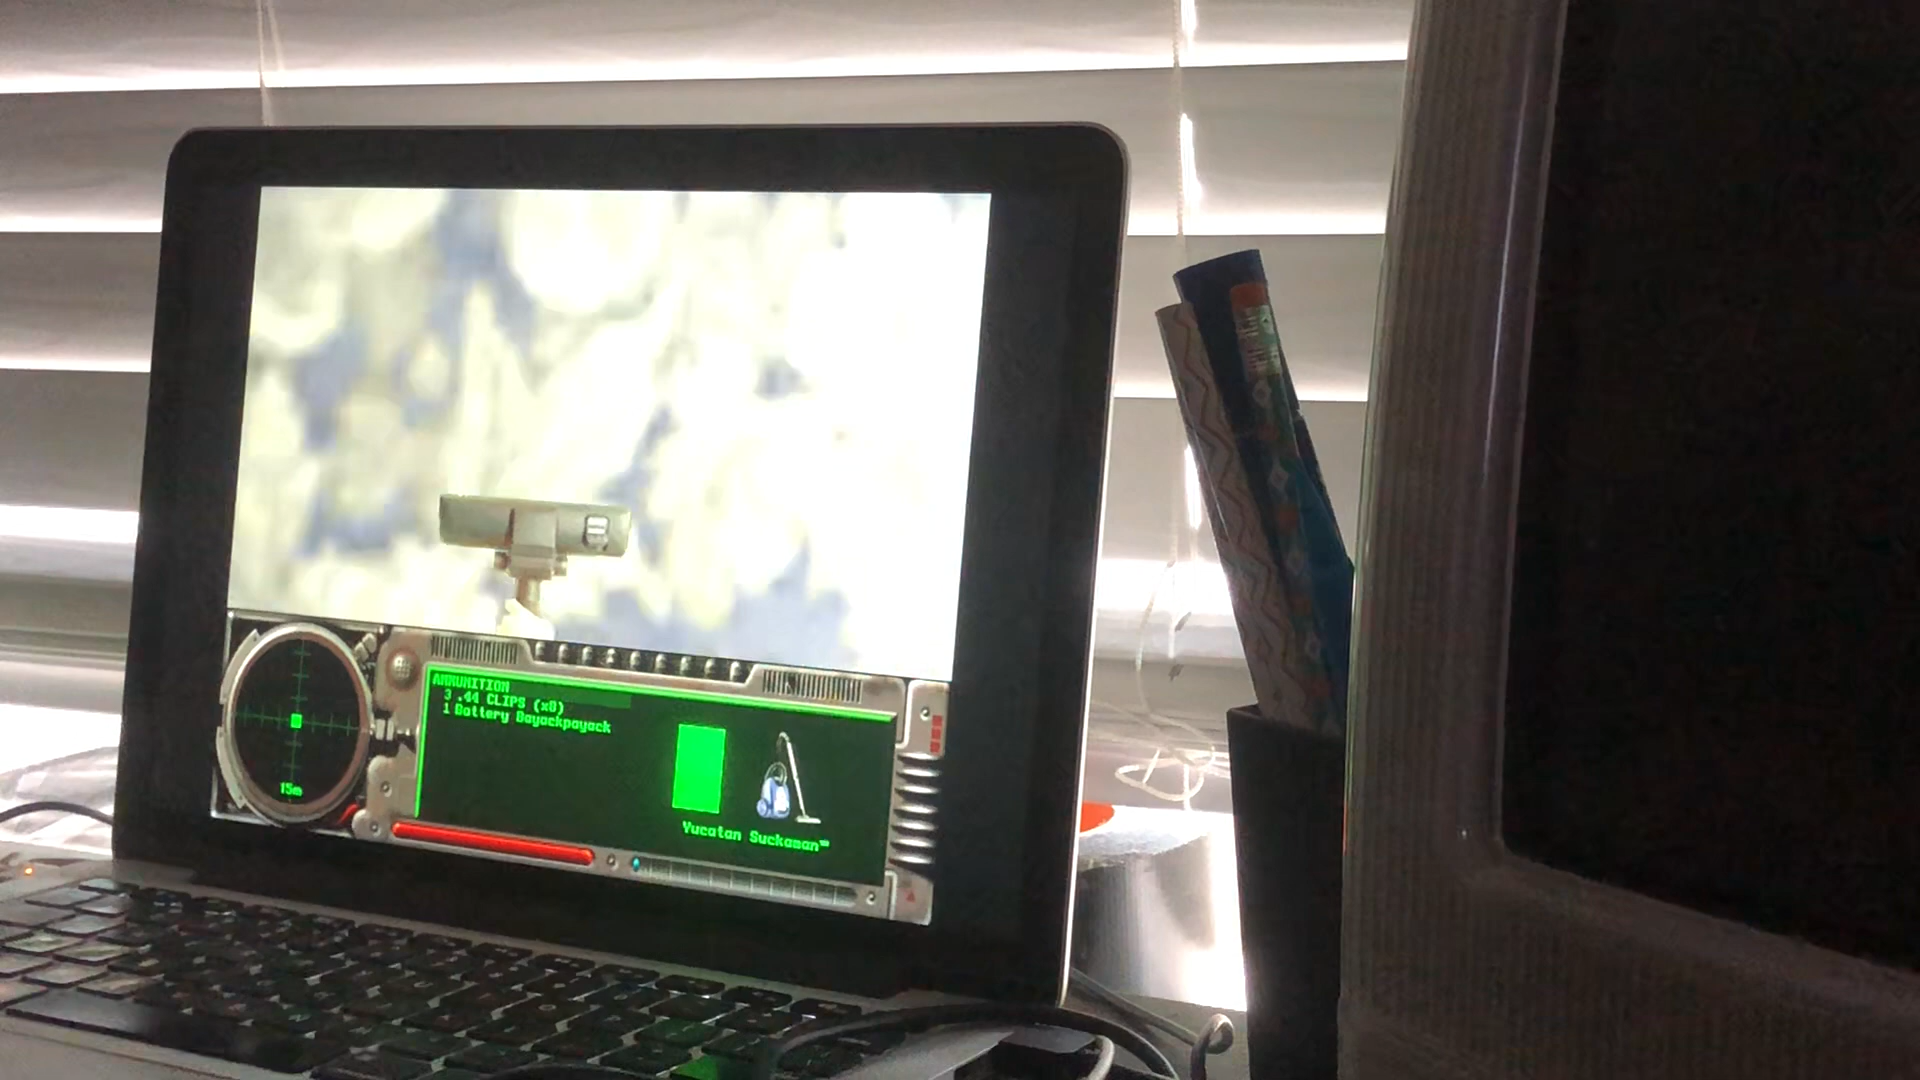 AMMUNITION
3 .44 CLIPS (x8)
1 Battery Bayackpayack
15m
Yucatan Suckaman™